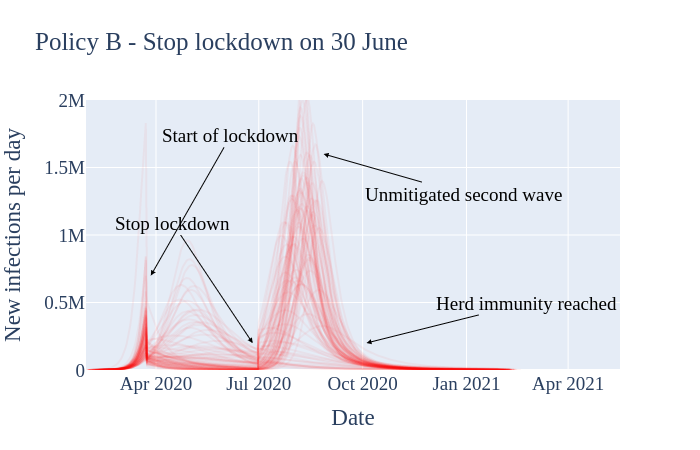 Policy B - Stop lockdown on 30 June
New infections per day
2M
1.5M
1M
0.5M
0
Start of lockdown
Stop lockdown
Unmitigated second wave
Herd immunity reached
Apr 2020
Jul 2020
Oct 2020
Jan 2021
Apr 2021
Date